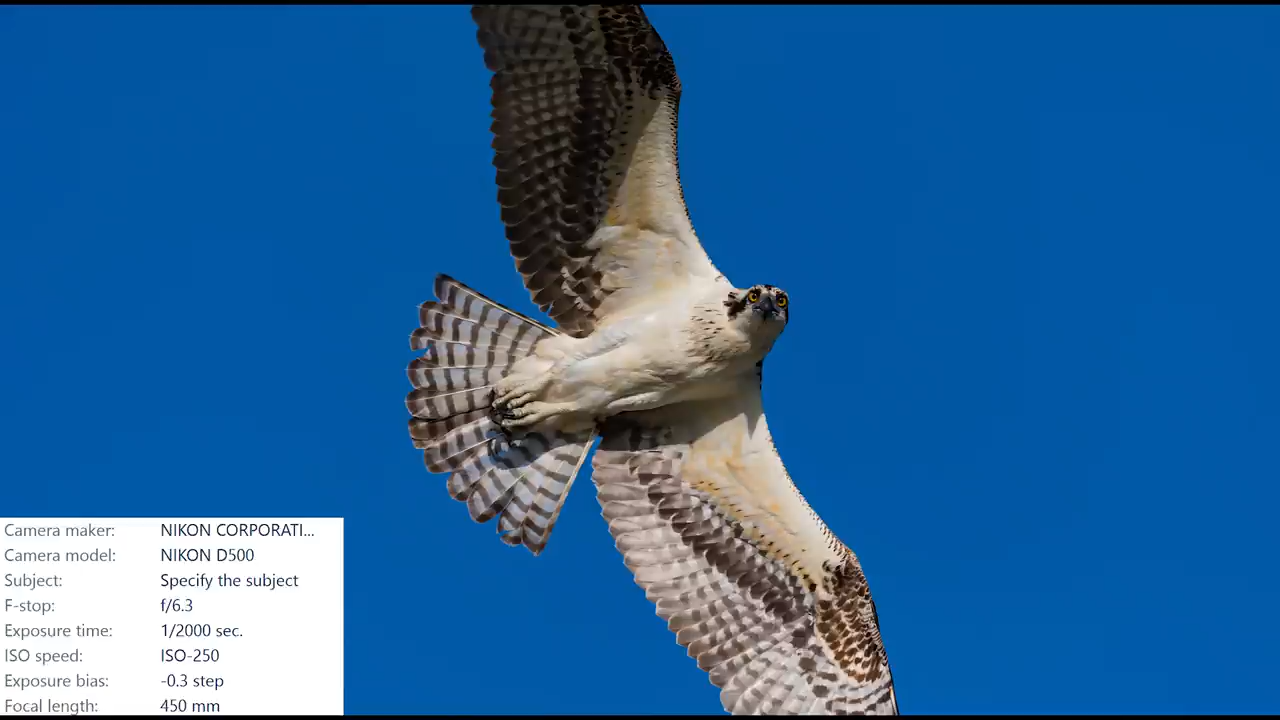 Camera maker: NIKON CORPORATI...
Camera model: NIKON D500
Subject: Specify the subject
F-stop: f/6.3
Exposure time: 1/2000 sec.
ISO speed: ISO-250
Exposure bias: -0.3 step
Focal length: 450 mm